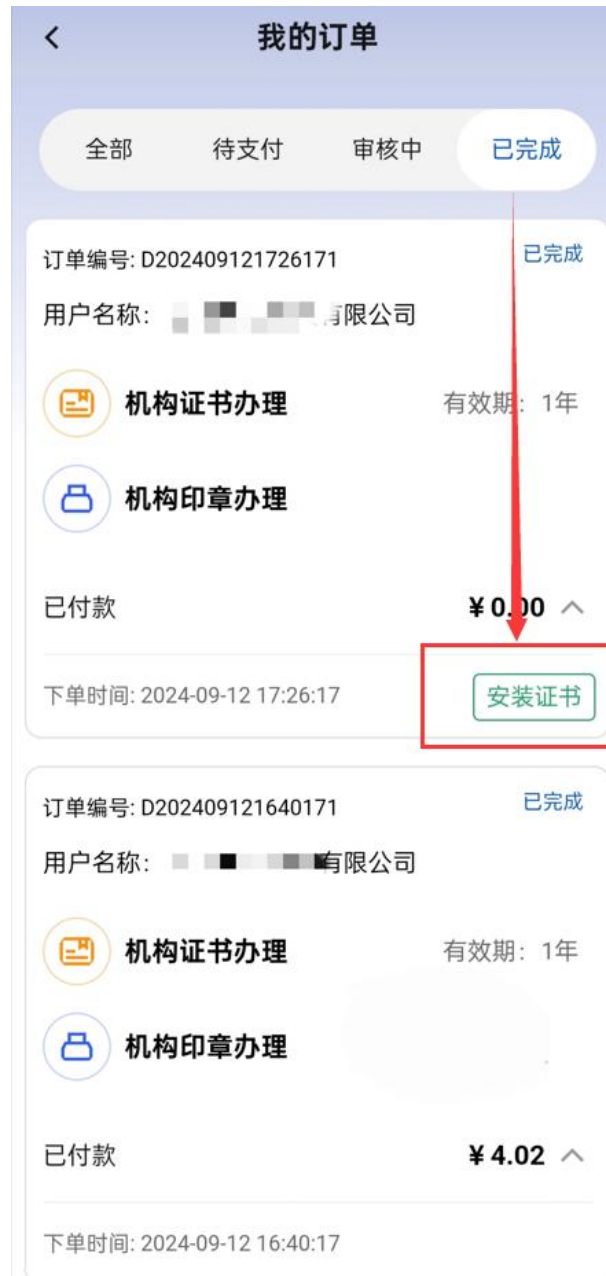 我的订单
全部 待支付 审核中 已完成
订单编号: D202409121726171 已完成
用户名称: 有限公司
机构证书办理 有效期: 1年
机构印章办理
已付款 ¥ 0.00
下单时间: 2024-09-12 17:26:17 安装证书
订单编号: D202409121640171 已完成
用户名称: 有限公司
机构证书办理 有效期: 1年
机构印章办理
已付款 ¥ 4.02
下单时间: 2024-09-12 16:40:17